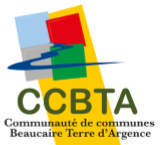 CCBTA
Communauté de communes
Beaucaire Terre d'Argence